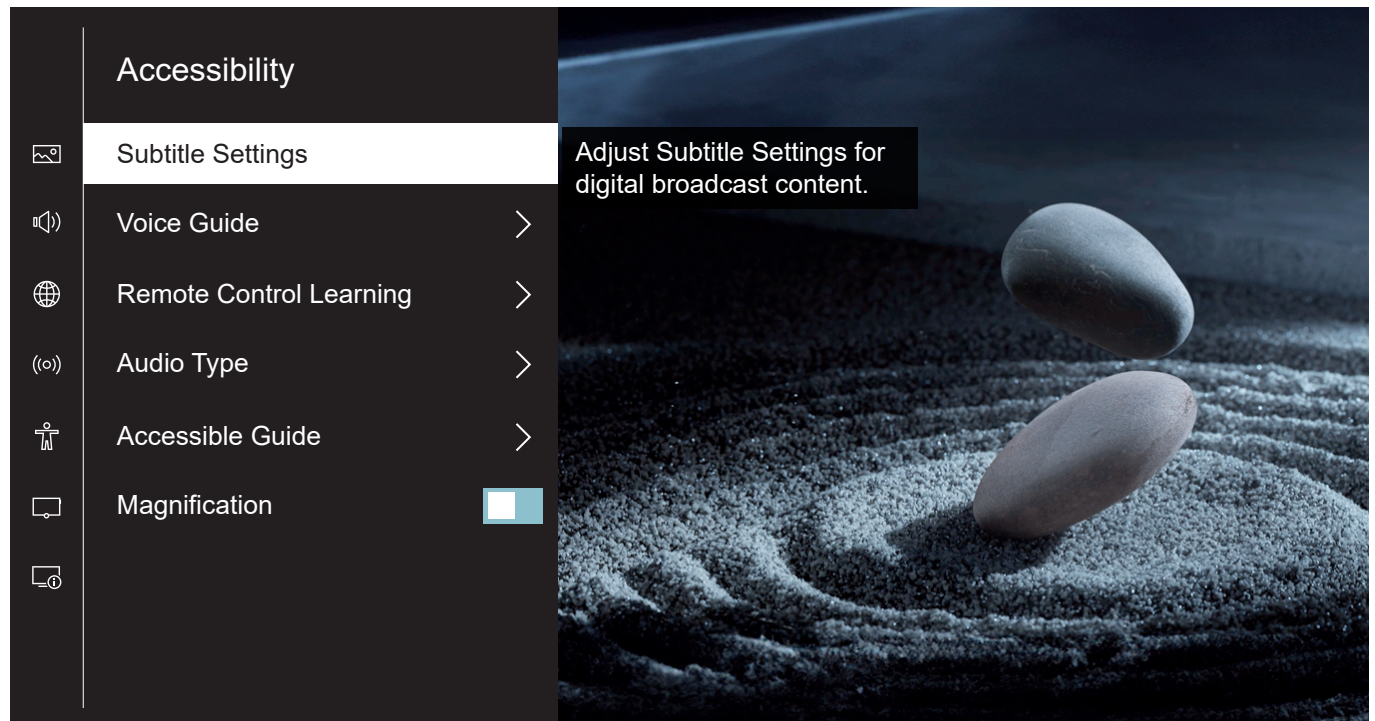 Accessibility
Subtitle Settings
Adjust Subtitle Settings for
digital broadcast content.
Voice Guide
Remote Control Learning
Audio Type
Accessible Guide
Magnification